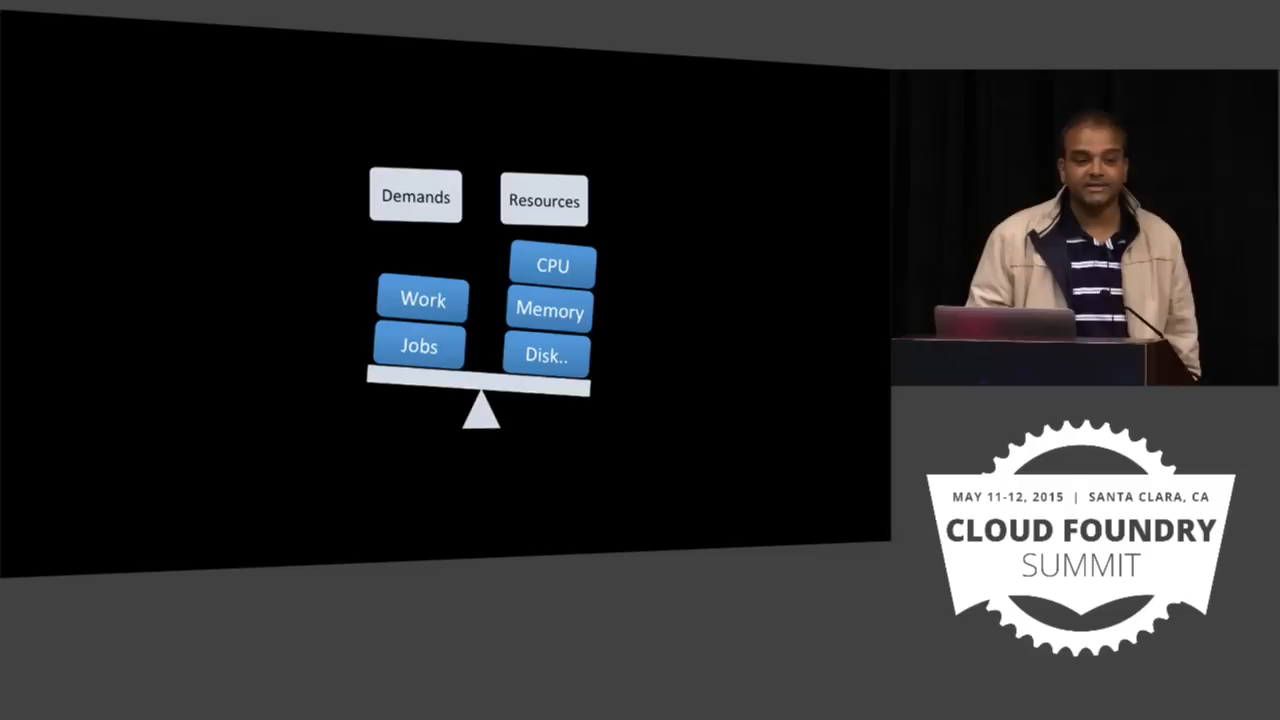 Demands
Resources
CPU
Work
Memory
Jobs
Disk..
MAY 11-12, 2015 | SANTA CLARA, CA
CLOUD FOUNDRY
SUMMIT